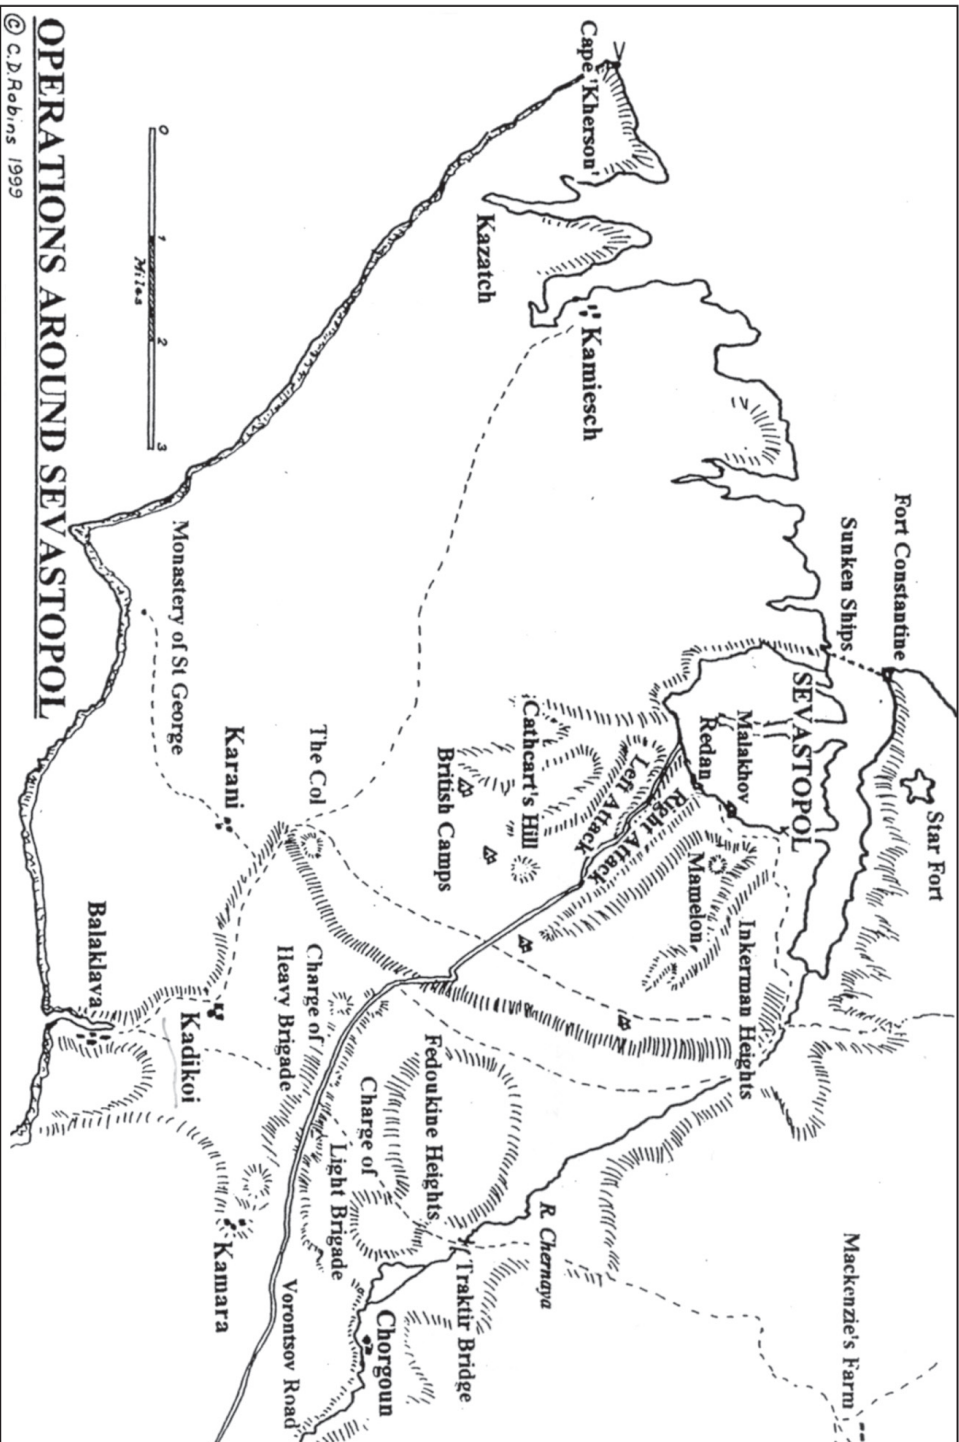 Cape 'Kherson'
Kazatch
Kamiesch
Fort Constantine
Sunken Ships
SEVASTOPOL
Star Fort
Malakhov
Redan
Mamelon
Left Attack
Right Attack
Cathcart's Hill
British Camps
Inkerman Heights
The Col
Karani
Monastery of St George
Balaklava
Kadikoi
Charge of
Heavy Brigade
Fedoukine Heights
Charge of
Light Brigade
R. Chernaya
Traktir Bridge
Mackenzie's Farm
Chorgoun
Vorontsov Road
Kamara
0 1 2 3
Miles
OPERATIONS AROUND SEVASTOPOL
© C.D.Robins 1999